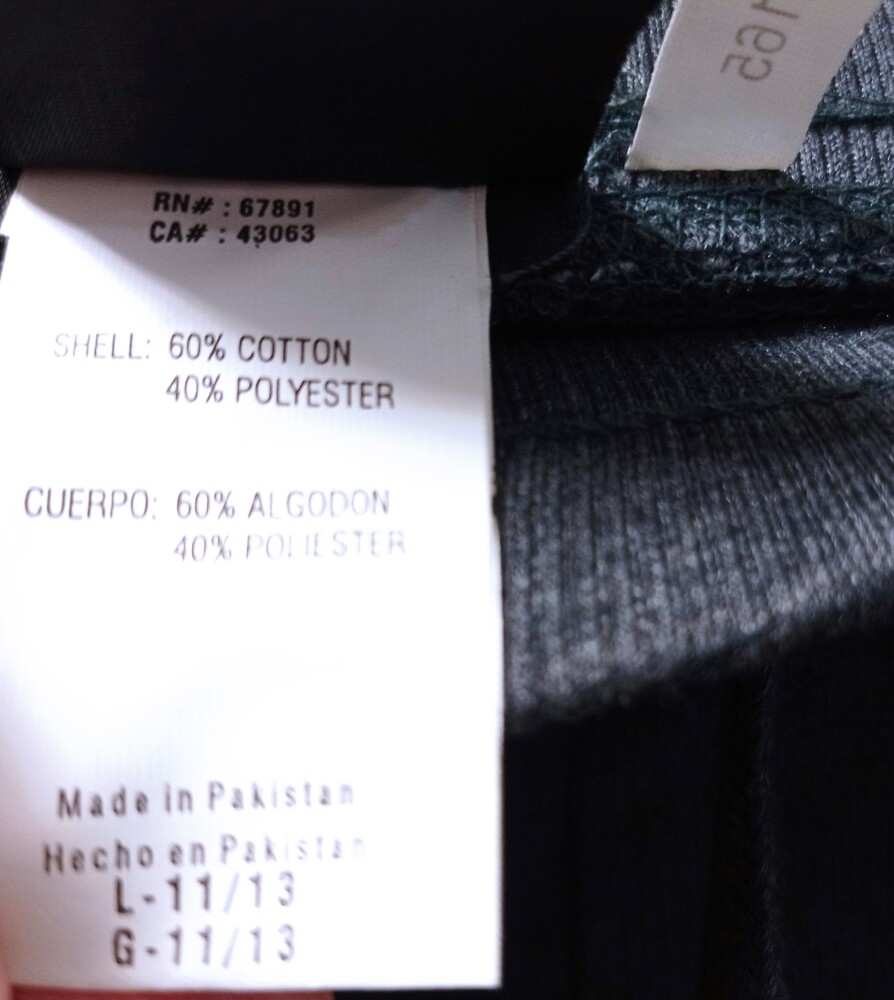 RN# : 67891
CA# : 43063
SHELL: 60% COTTON
40% POLYESTER
CUERPO: 60% ALGODON
40% POLIESTER
Made in Pakistan
Hecho en Pakistan
L-11/13
G-11/13